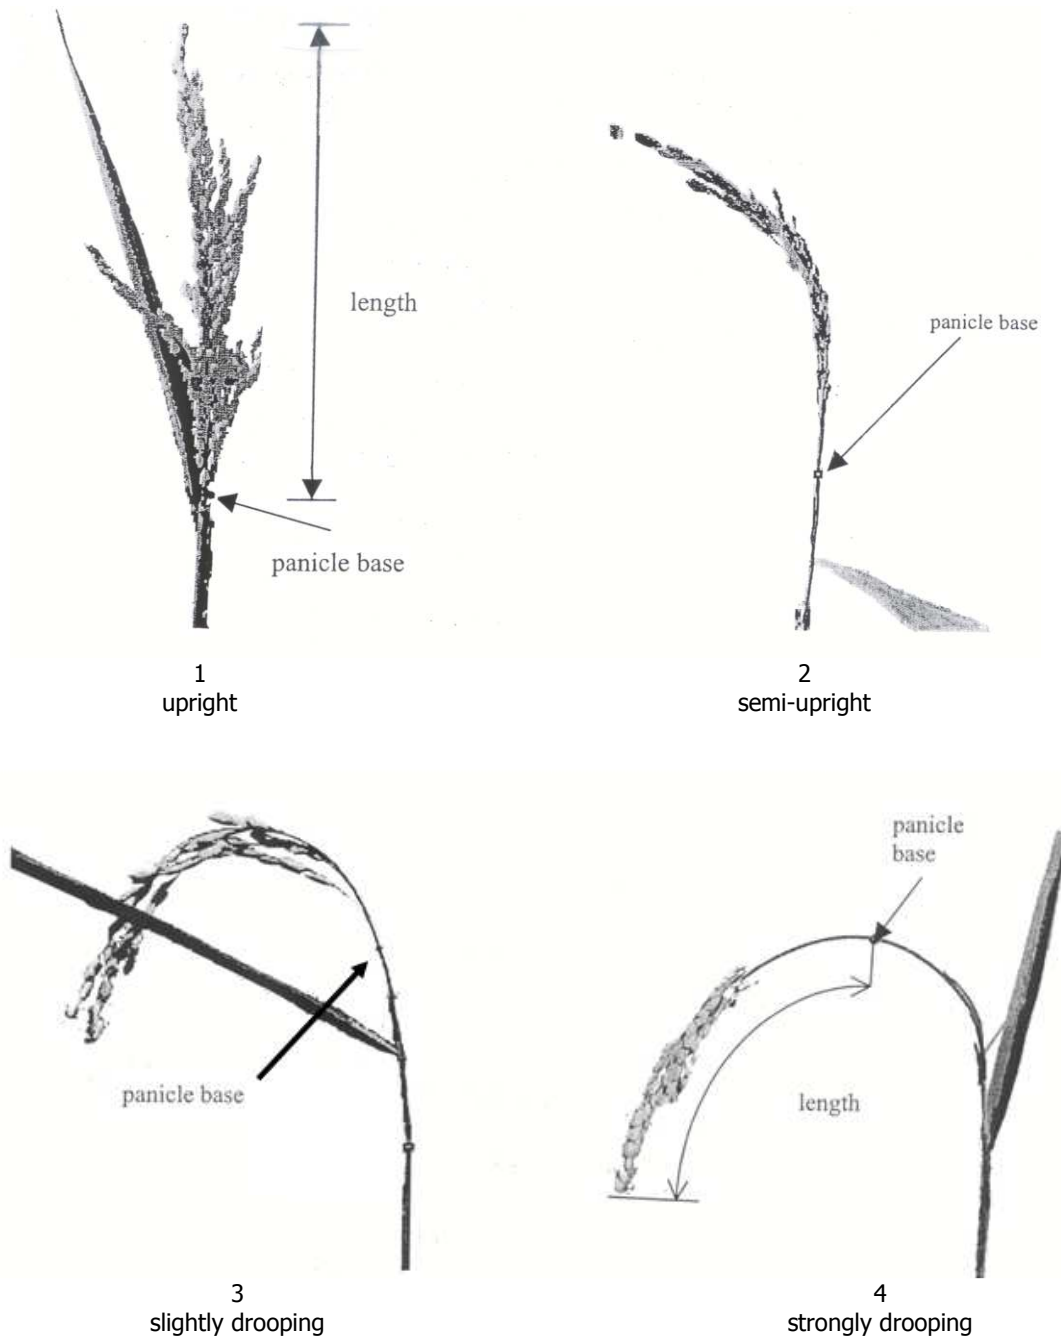 length
panicle base
panicle base
1
upright
2
semi-upright
panicle
base
panicle base
length
3
slightly drooping
4
strongly drooping